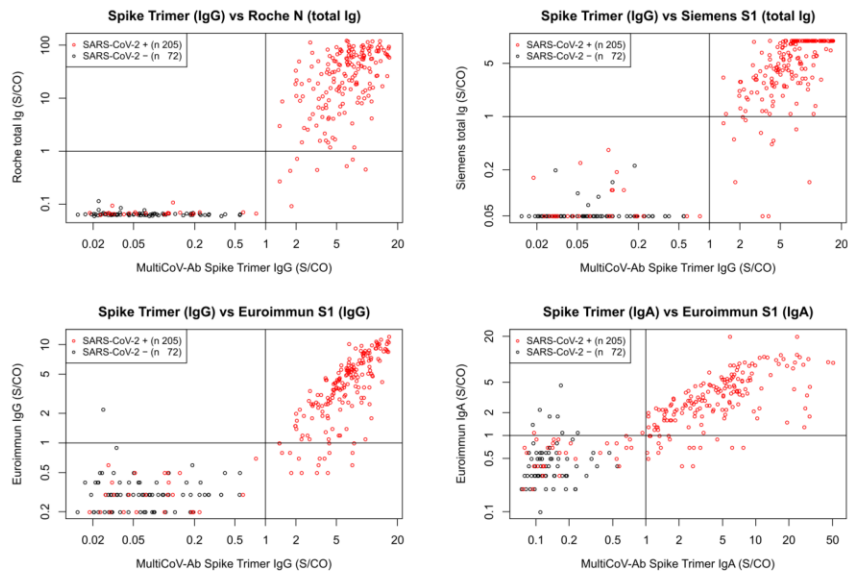 Spike Trimer (IgG) vs Roche N (total Ig)
SARS-CoV-2 + (n 205)
SARS-CoV-2 − (n 72)
Roche total Ig (S/CO)
100
10
1
0.1
0.02 0.05 0.2 0.5 1 2 5 20
MultiCoV-Ab Spike Trimer IgG (S/CO)
Spike Trimer (IgG) vs Siemens S1 (total Ig)
SARS-CoV-2 + (n 205)
SARS-CoV-2 − (n 72)
Siemens total Ig (S/CO)
5
1
0.2
0.05
0.02 0.05 0.2 0.5 1 2 5 20
MultiCoV-Ab Spike Trimer IgG (S/CO)
Spike Trimer (IgG) vs Euroimmun S1 (IgG)
SARS-CoV-2 + (n 205)
SARS-CoV-2 − (n 72)
Euroimmun IgG (S/CO)
10
5
2
1
0.5
0.2
0.02 0.05 0.2 0.5 1 2 5 20
MultiCoV-Ab Spike Trimer IgG (S/CO)
Spike Trimer (IgA) vs Euroimmun S1 (IgA)
SARS-CoV-2 + (n 205)
SARS-CoV-2 − (n 72)
Euroimmun IgA (S/CO)
20
5
2
1
0.5
0.1
0.1 0.2 0.5 1 2 5 10 20 50
MultiCoV-Ab Spike Trimer IgA (S/CO)